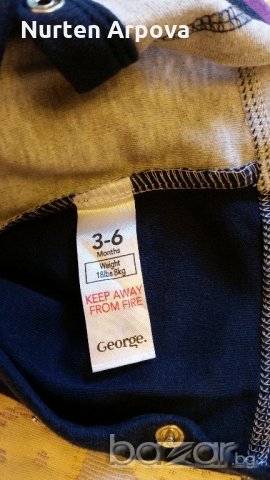 Nurten Arpova
3-6
Months
Weight
18lbs 8kg
KEEP AWAY
FROM FIRE
George.
bazar.bg